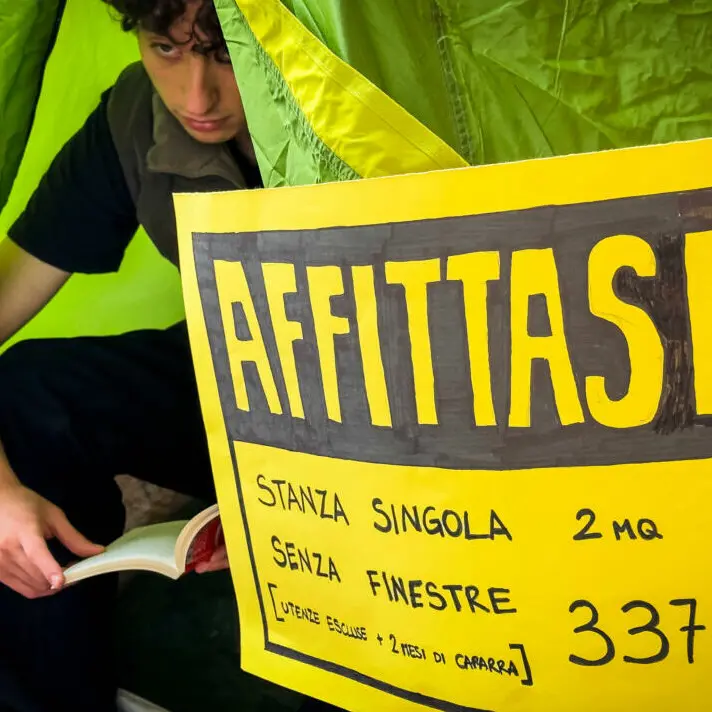 AFFITTASI
STANZA SINGOLA 2 MQ
SENZA FINESTRE
[UTENZE ESCLUSE + 2 MESI DI CAPARRA] 337